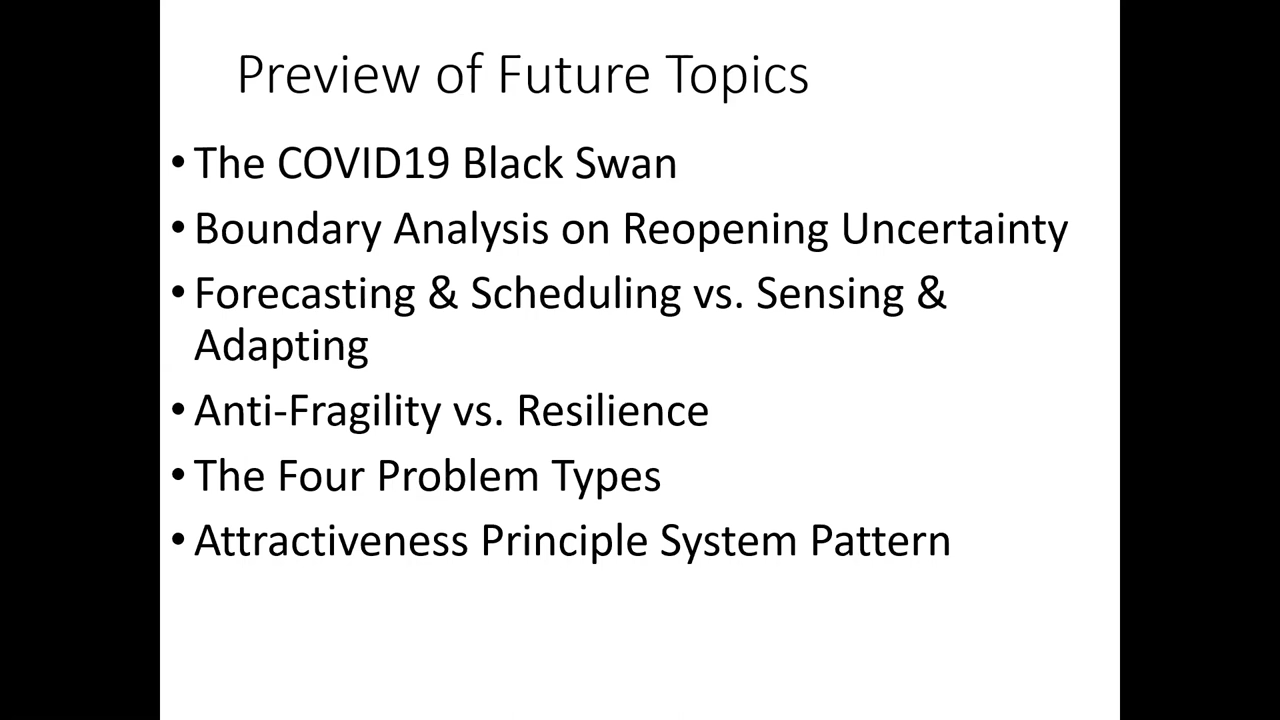 Preview of Future Topics
• The COVID19 Black Swan
• Boundary Analysis on Reopening Uncertainty
• Forecasting & Scheduling vs. Sensing &
Adapting
• Anti-Fragility vs. Resilience
• The Four Problem Types
• Attractiveness Principle System Pattern